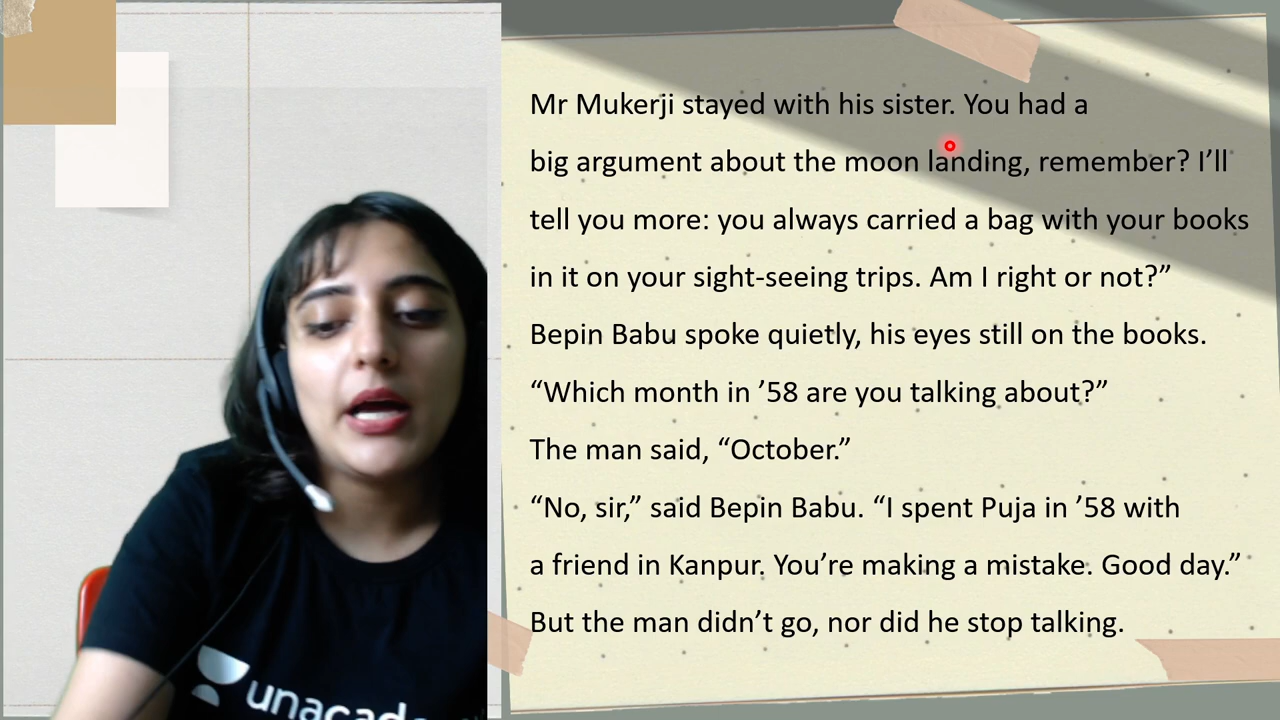 Mr Mukerji stayed with his sister. You had a
big argument about the moon landing, remember? I’ll
tell you more: you always carried a bag with your books
in it on your sight-seeing trips. Am I right or not?”
Bepin Babu spoke quietly, his eyes still on the books.
“Which month in ’58 are you talking about?”
The man said, “October.”
“No, sir,” said Bepin Babu. “I spent Puja in ’58 with
a friend in Kanpur. You’re making a mistake. Good day.”
But the man didn’t go, nor did he stop talking.